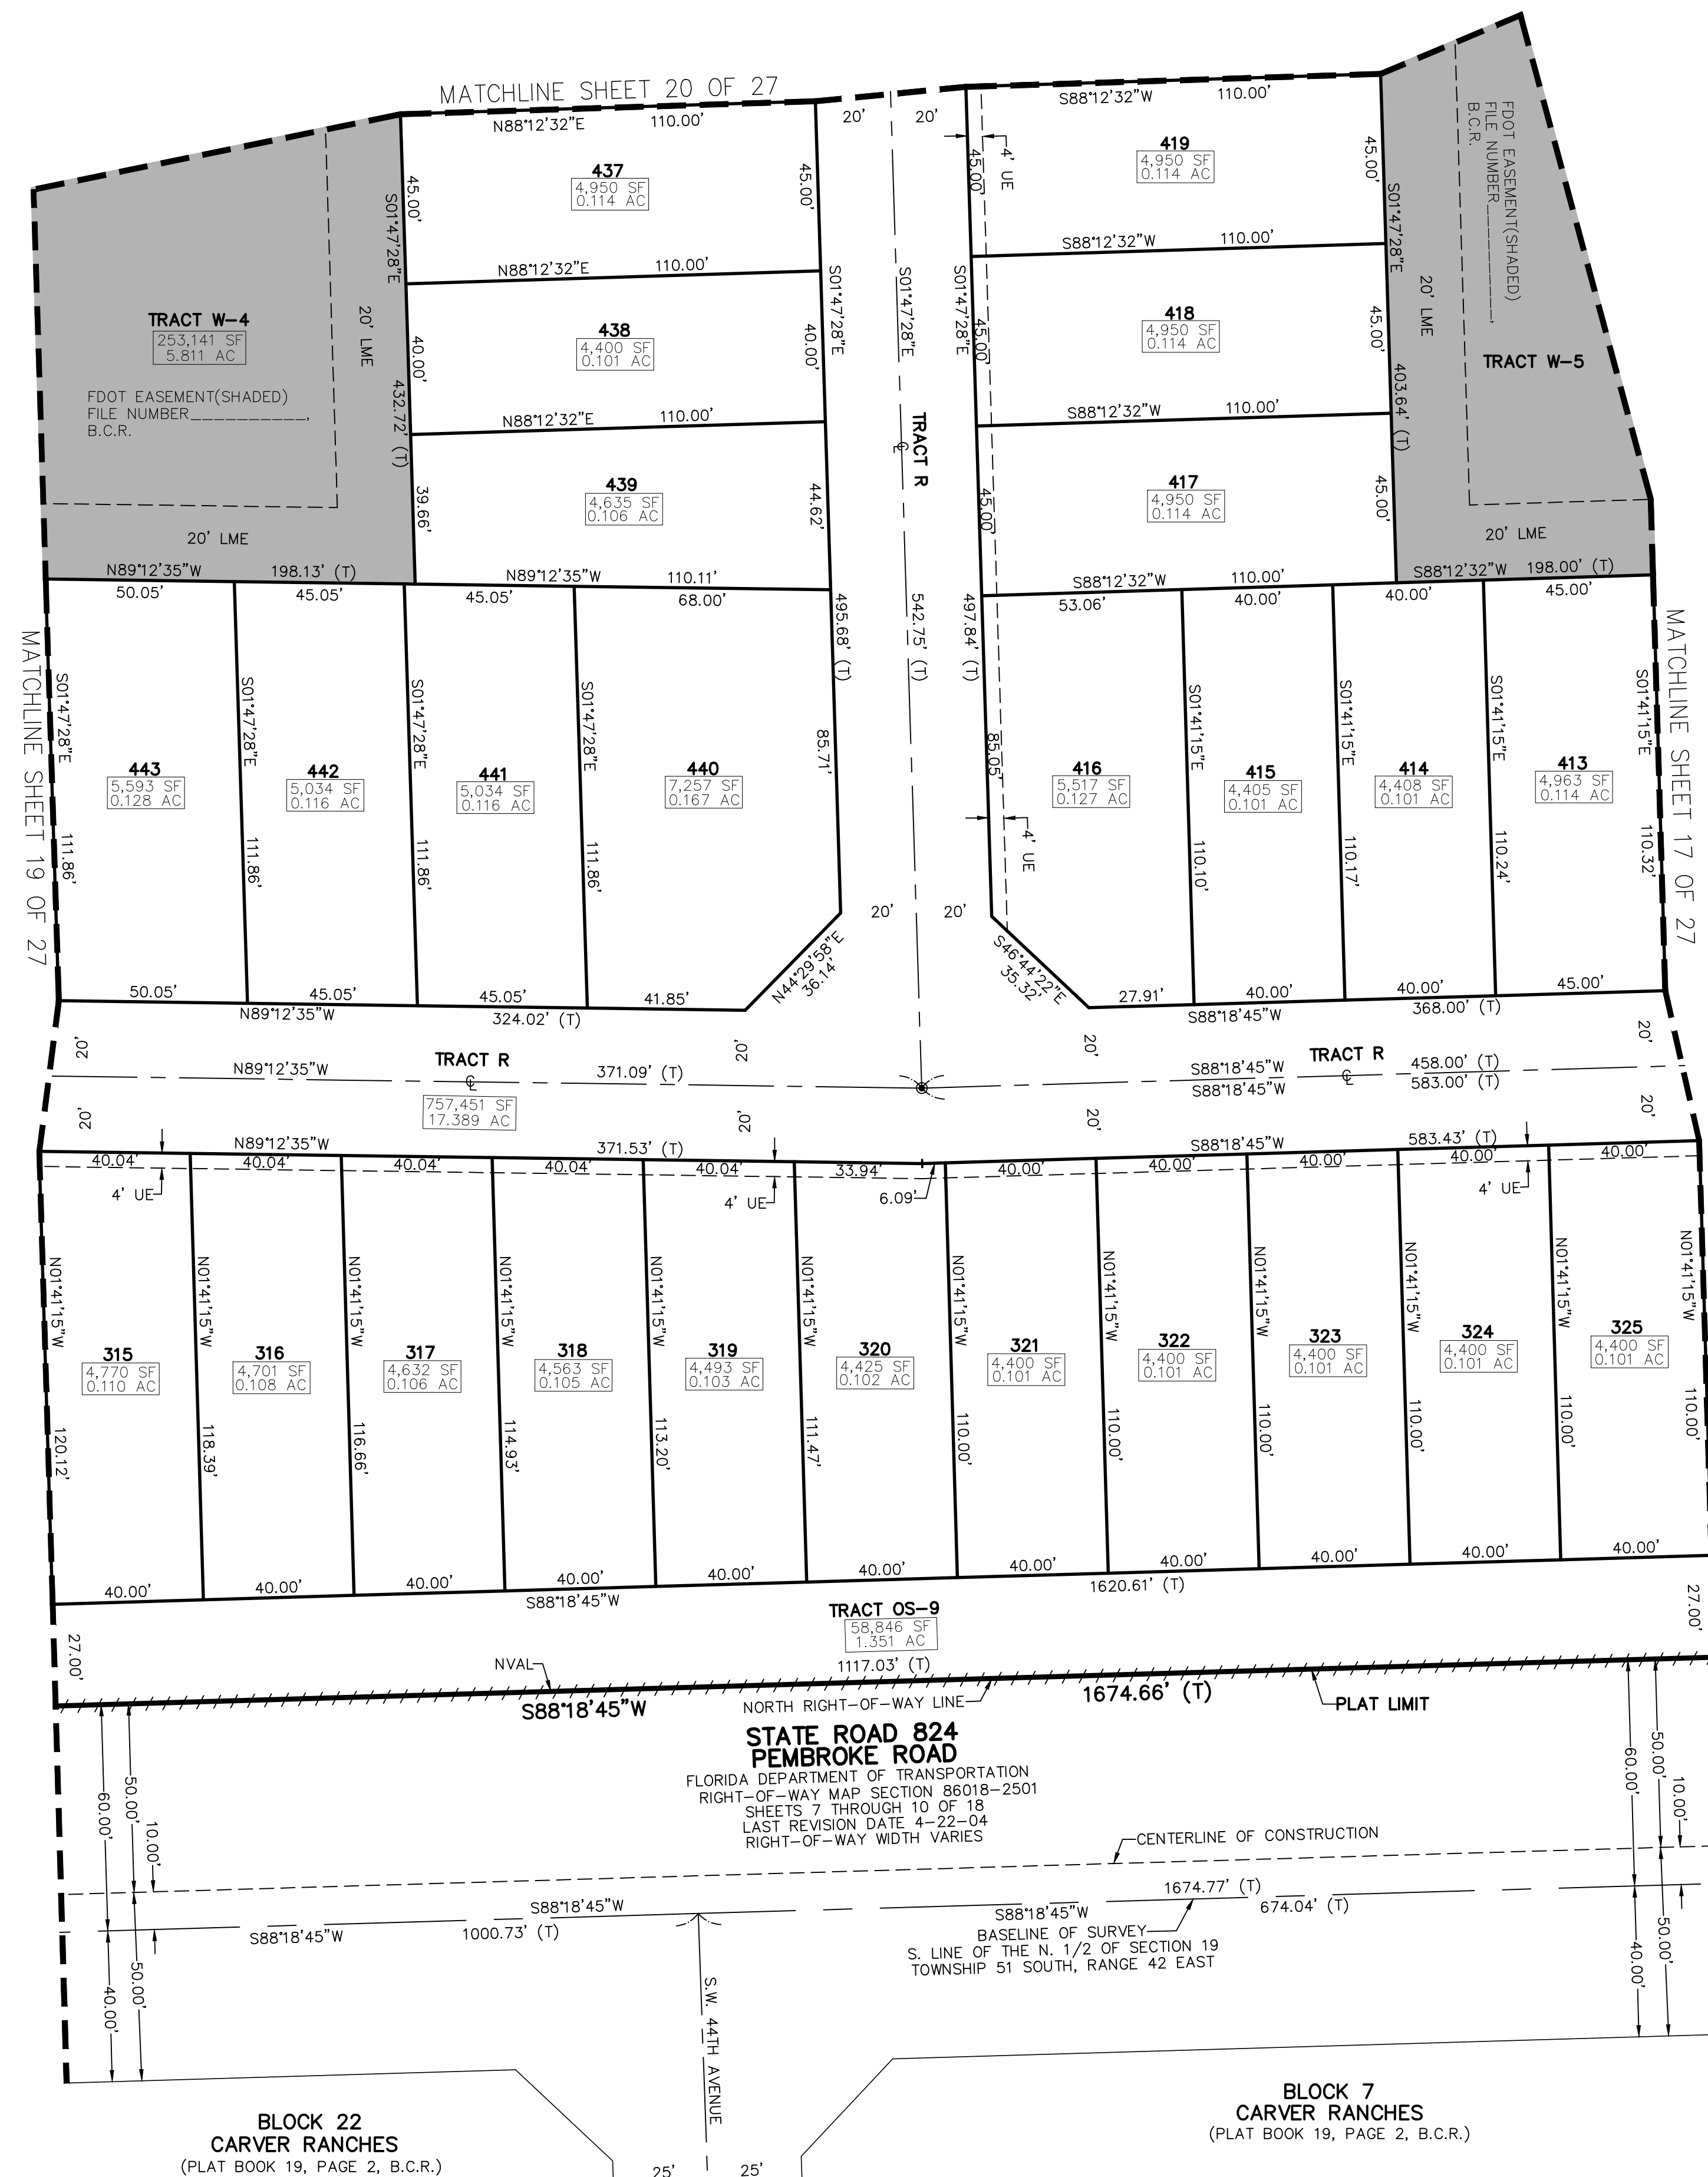 MATCHLINE SHEET 20 OF 27
N88°12'32"E 110.00'
20' 20'
S88°12'32"W 110.00'
437
4,950 SF
0.114 AC
45.00'
45.00'
S01°47'28"E
45.00'
4' UE
419
4,950 SF
0.114 AC
45.00'
S01°47'28"E
FDOT EASEMENT(SHADED)
FILE NUMBER__________,
B.C.R.
N88°12'32"E 110.00'
S88°12'32"W 110.00'
TRACT W-4
253,141 SF
5.811 AC
20' LME
FDOT EASEMENT(SHADED)
FILE NUMBER__________,
B.C.R.
438
4,400 SF
0.101 AC
40.00'
40.00'
432.72' (T)
S01°47'28"E
S01°47'28"E
S01°47'28"E
45.00'
418
4,950 SF
0.114 AC
45.00'
20' LME
TRACT W-5
403.64' (T)
N88°12'32"E 110.00'
S88°12'32"W 110.00'
TRACT R
℄
439
4,635 SF
0.106 AC
39.66'
44.62'
45.00'
417
4,950 SF
0.114 AC
45.00'
20' LME
20' LME
N89°12'35"W 198.13' (T)
N89°12'35"W 110.11'
S88°12'32"W 110.00'
S88°12'32"W 198.00' (T)
50.05' 45.05' 45.05' 68.00'
53.06' 40.00' 40.00' 45.00'
495.68' (T)
542.75' (T)
497.84' (T)
MATCHLINE SHEET 19 OF 27
MATCHLINE SHEET 17 OF 27
S01°47'28"E
S01°47'28"E
S01°47'28"E
S01°47'28"E
S01°41'15"E
S01°41'15"E
S01°41'15"E
S01°41'15"E
443
5,593 SF
0.128 AC
442
5,034 SF
0.116 AC
441
5,034 SF
0.116 AC
440
7,257 SF
0.167 AC
85.71'
85.05'
416
5,517 SF
0.127 AC
415
4,405 SF
0.101 AC
414
4,408 SF
0.101 AC
413
4,963 SF
0.114 AC
111.86'
111.86'
111.86'
111.86'
4' UE
110.10'
110.17'
110.24'
110.32'
20' 20'
N44°29'58"E
36.14'
S46°44'22"E
35.32'
50.05' 45.05' 45.05' 41.85'
27.91' 40.00' 40.00' 45.00'
N89°12'35"W 324.02' (T)
S88°18'45"W 368.00' (T)
20' 20' 20' 20'
TRACT R
TRACT R
N89°12'35"W ℄ 371.09' (T)
S88°18'45"W ℄ 458.00' (T)
S88°18'45"W 583.00' (T)
757,451 SF
17.389 AC
20' 20' 20' 20'
N89°12'35"W 371.53' (T)
S88°18'45"W 583.43' (T)
40.04' 40.04' 40.04' 40.04' 40.04' 33.94' 40.00' 40.00' 40.00' 40.00' 40.00'
4' UE 4' UE 6.09' 4' UE
N01°41'15"W
N01°41'15"W
N01°41'15"W
N01°41'15"W
N01°41'15"W
N01°41'15"W
N01°41'15"W
N01°41'15"W
N01°41'15"W
N01°41'15"W
N01°41'15"W
N01°41'15"W
315
4,770 SF
0.110 AC
316
4,701 SF
0.108 AC
317
4,632 SF
0.106 AC
318
4,563 SF
0.105 AC
319
4,493 SF
0.103 AC
320
4,425 SF
0.102 AC
321
4,400 SF
0.101 AC
322
4,400 SF
0.101 AC
323
4,400 SF
0.101 AC
324
4,400 SF
0.101 AC
325
4,400 SF
0.101 AC
120.12'
118.39'
116.66'
114.93'
113.20'
111.47'
110.00'
110.00'
110.00'
110.00'
110.00'
110.00'
40.00' 40.00' 40.00' 40.00' 40.00' 40.00' 40.00' 40.00' 40.00' 40.00' 40.00'
S88°18'45"W 1620.61' (T)
TRACT OS-9
58,846 SF
1.351 AC
27.00'
27.00'
NVAL
1117.03' (T)
S88°18'45"W
NORTH RIGHT-OF-WAY LINE
1674.66' (T)
PLAT LIMIT
STATE ROAD 824
PEMBROKE ROAD
FLORIDA DEPARTMENT OF TRANSPORTATION
RIGHT-OF-WAY MAP SECTION 86018-2501
SHEETS 7 THROUGH 10 OF 18
LAST REVISION DATE 4-22-04
RIGHT-OF-WAY WIDTH VARIES
60.00'
50.00'
10.00'
60.00'
50.00'
10.00'
CENTERLINE OF CONSTRUCTION
S88°18'45"W 1674.77' (T)
S88°18'45"W 1000.73' (T)
S88°18'45"W 674.04' (T)
BASELINE OF SURVEY
S. LINE OF THE N. 1/2 OF SECTION 19
TOWNSHIP 51 SOUTH, RANGE 42 EAST
40.00'
50.00'
40.00'
50.00'
S.W. 44TH AVENUE
BLOCK 22
CARVER RANCHES
(PLAT BOOK 19, PAGE 2, B.C.R.)
BLOCK 7
CARVER RANCHES
(PLAT BOOK 19, PAGE 2, B.C.R.)
25' 25'